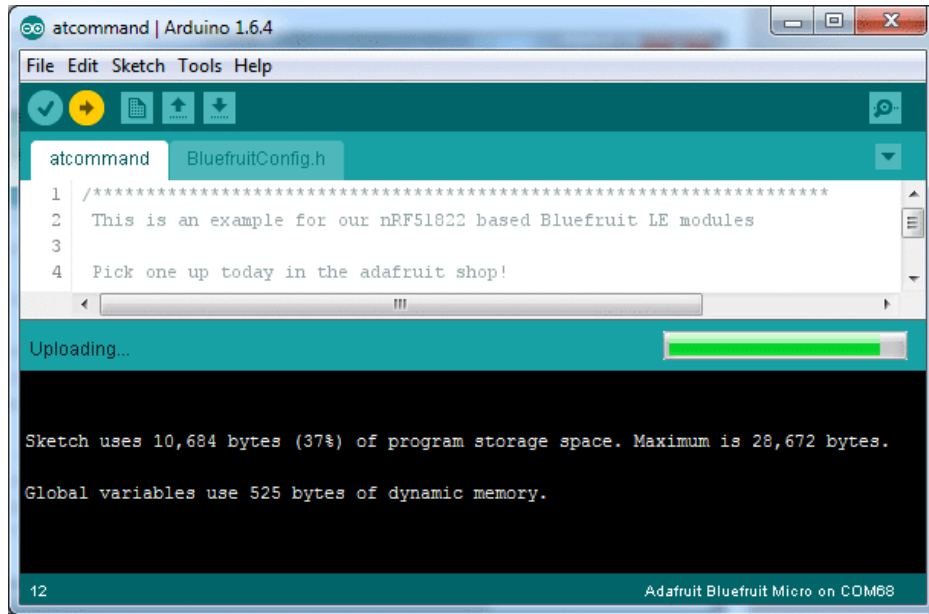 atcommand | Arduino 1.6.4
File Edit Sketch Tools Help
atcommand BluefruitConfig.h
1 /*********************************************************************
2 This is an example for our nRF51822 based Bluefruit LE modules
3
4 Pick one up today in the adafruit shop!
Uploading...
Sketch uses 10,684 bytes (37%) of program storage space. Maximum is 28,672 bytes.
Global variables use 525 bytes of dynamic memory.
12 Adafruit Bluefruit Micro on COM68